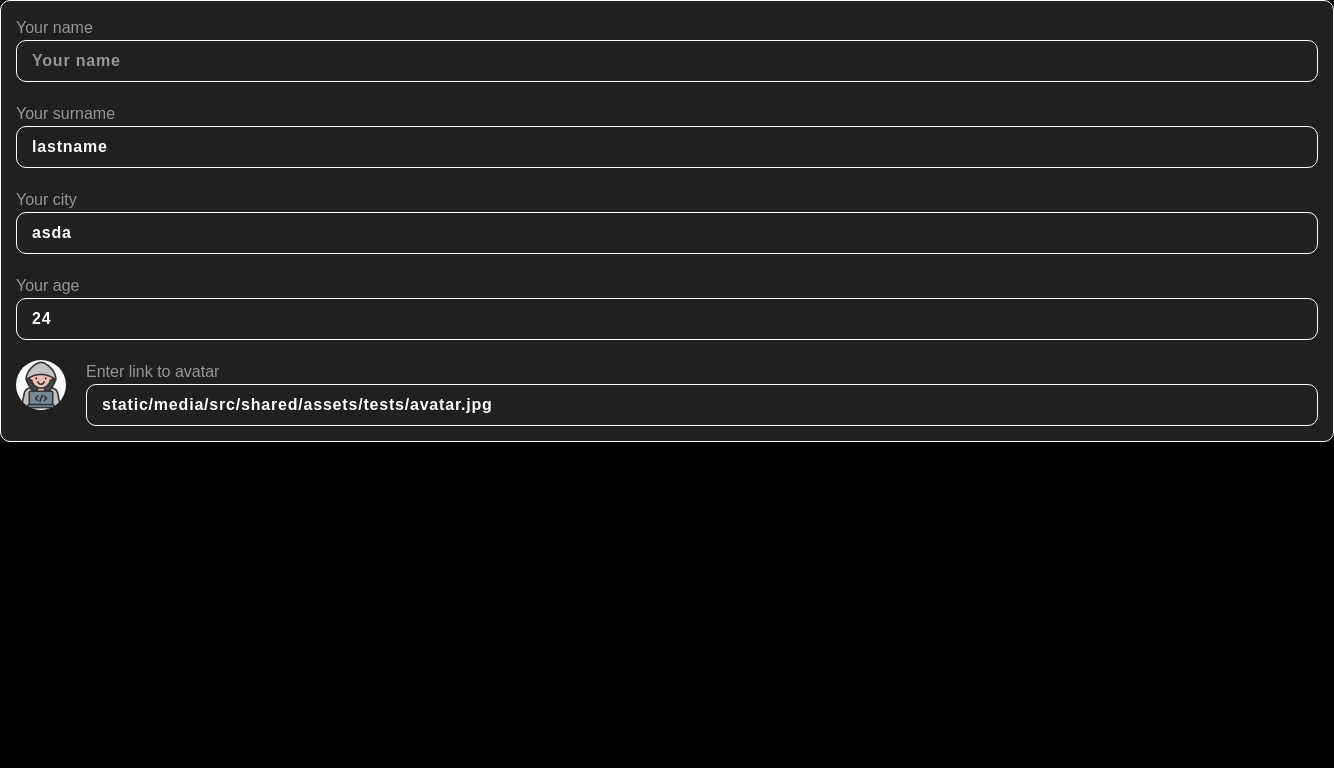 Your name
Your name
Your surname
lastname
Your city
asda
Your age
24
Enter link to avatar
static/media/src/shared/assets/tests/avatar.jpg